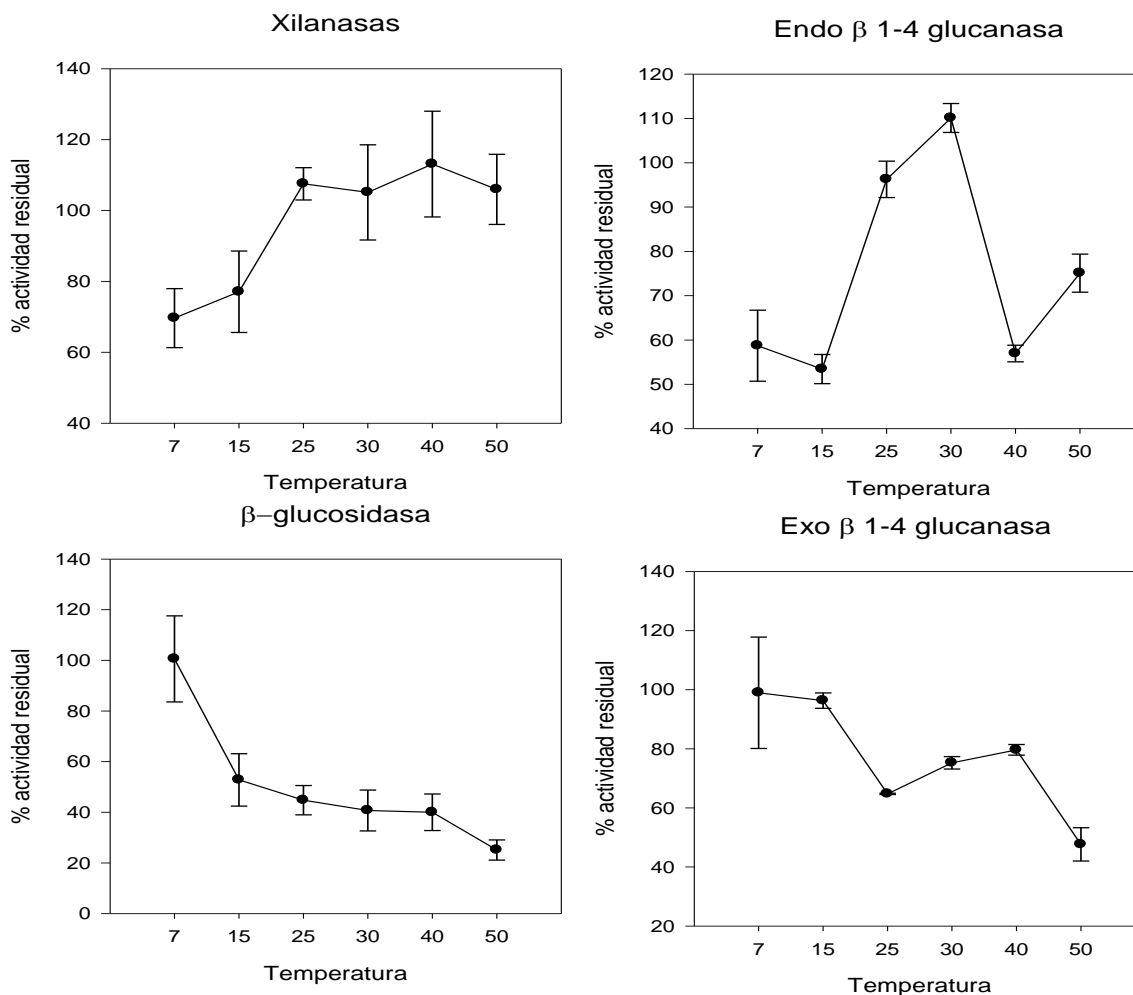 Xilanasas
% actividad residual
140
120
100
80
60
40
7 15 25 30 40 50
Temperatura
Endo β 1-4 glucanasa
% actividad residual
120
110
100
90
80
70
60
50
40
7 15 25 30 40 50
Temperatura
β−glucosidasa
% actividad residual
140
120
100
80
60
40
20
0
7 15 25 30 40 50
Temperatura
Exo β 1-4 glucanasa
% actividad residual
140
120
100
80
60
40
20
7 15 25 30 40 50
Temperatura